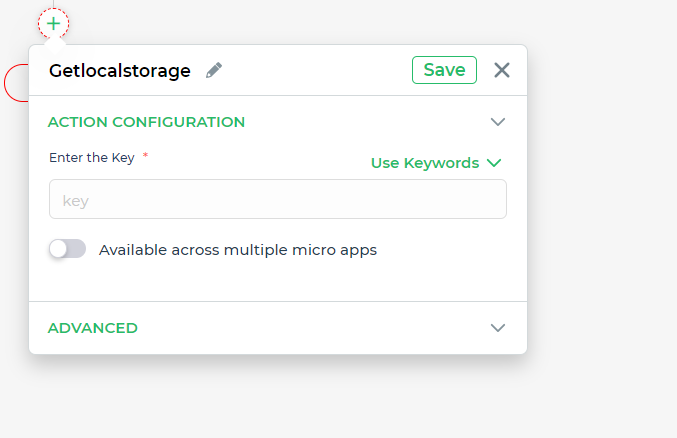 Getlocalstorage
Save
ACTION CONFIGURATION
Enter the Key *
Use Keywords
key
Available across multiple micro apps
ADVANCED